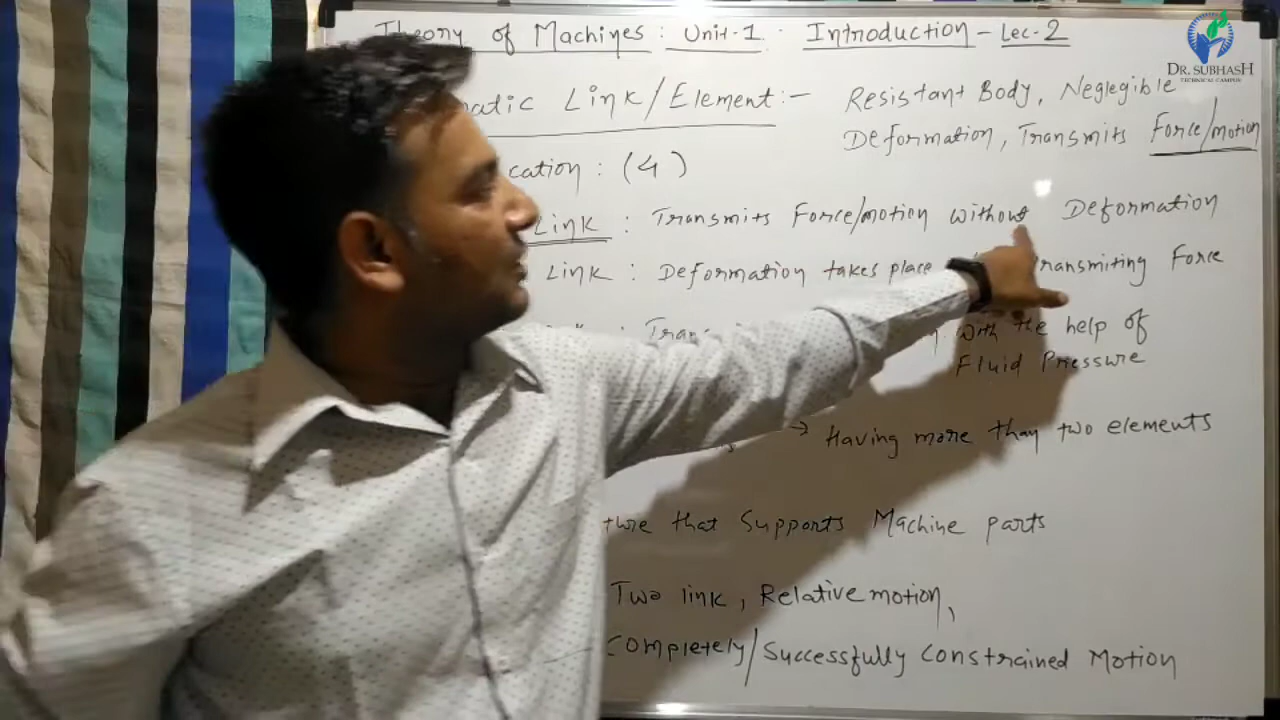 Theory of Machines : Unit-1 : Introduction - Lec-2
DR. SUBHASH
TECHNICAL CAMPUS
atic Link/Element :- Resistant Body, Neglegible
Deformation, Transmits Force/motion
cation : (4)
Link : Transmits Force/motion without Deformation
Link : Deformation takes place ransmiting Force
: Trans with the help of
Fluid Pressure
→ Having more than two elements
ture that Supports Machine parts
Two link, Relative motion,
Completely/Successfully constrained Motion